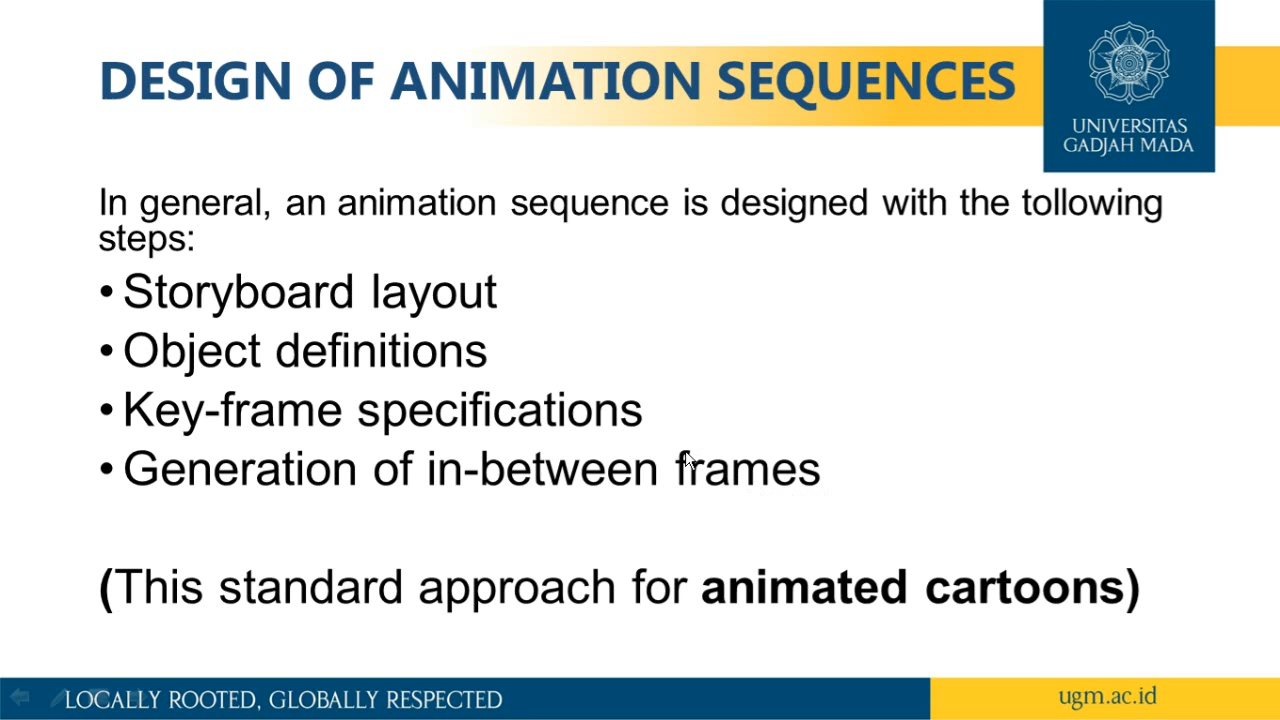 DESIGN OF ANIMATION SEQUENCES
UNIVERSITAS
GADJAH MADA
In general, an animation sequence is designed with the tollowing
steps:
• Storyboard layout
• Object definitions
• Key-frame specifications
• Generation of in-between frames
(This standard approach for animated cartoons)
LOCALLY ROOTED, GLOBALLY RESPECTED
ugm.ac.id